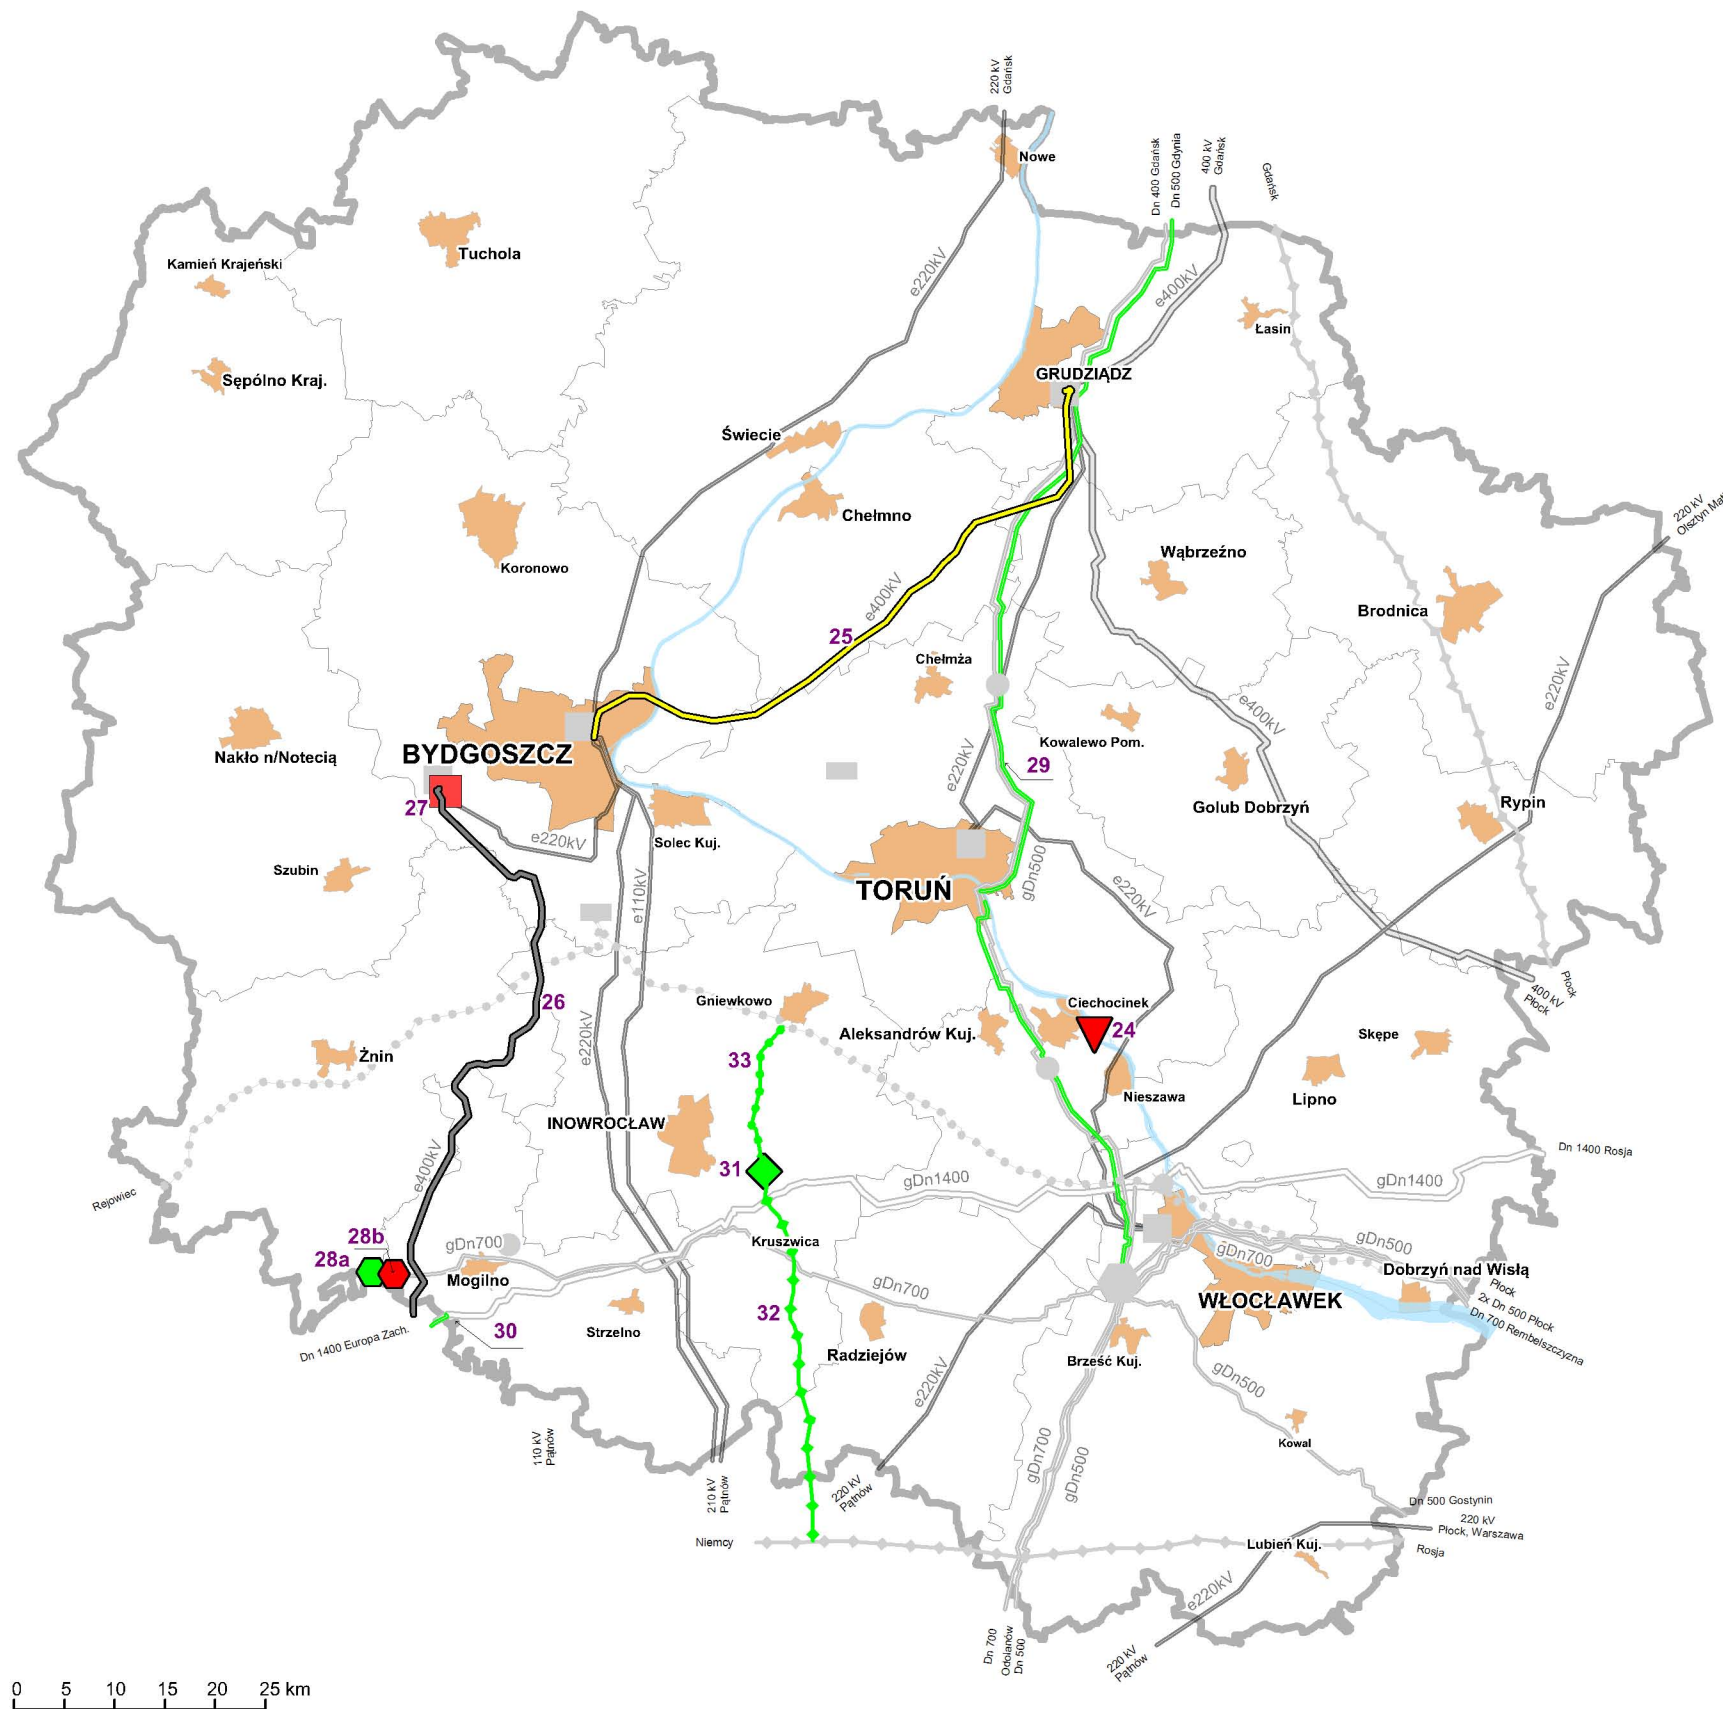 220 kV
Gdańsk
Nowe
Dn 400 Gdańsk
Dn 500 Gdynia
400 kV
Gdańsk
Gdańsk
Tuchola
Kamień Krajeński
e220kV
e400kV
Łasin
Sępólno Kraj.
GRUDZIĄDZ
Świecie
Chełmno
220 kV
Koronowo
Wąbrzeźno
e400kV
Brodnica
25
Chełmża
e220kV
e400kV
Kowalewo Pom.
BYDGOSZCZ
Nakło n/Notecią
e220kV
29
27
Golub Dobrzyń
Rypin
e220kV
Solec Kuj.
Szubin
gDn500
TORUŃ
e110kV
e220kV
Płock
400 kV
Płock
26
Gniewkowo
Ciechocinek
Aleksandrów Kuj.
24
Skępe
e220kV
Żnin
33
Nieszawa
Lipno
INOWROCŁAW
Dn 1400 Rosja
31
e400kV
gDn1400
gDn1400
Rejowiec
28b
28a
gDn700
Kruszwica
gDn500
gDn700
Mogilno
gDn700
Dobrzyń nad Wisłą
Płock
2x Dn 500 Płock
Dn 700 Rembelszczyzna
WŁOCŁAWEK
32
30
Dn 1400 Europa Zach.
Strzelno
Radziejów
Brześć Kuj.
e220kV
gDn500
110 kV
Pątnów
Kowal
gDn700
gDn500
210 kV
Pątnów
220 kV
Pątnów
Dn 500 Gostynin
220 kV
Płock, Warszawa
Niemcy
Lubień Kuj.
Rosja
e220kV
Dn 700
Odolanów
Dn 500
220 kV
Pątnów
0 5 10 15 20 25 km